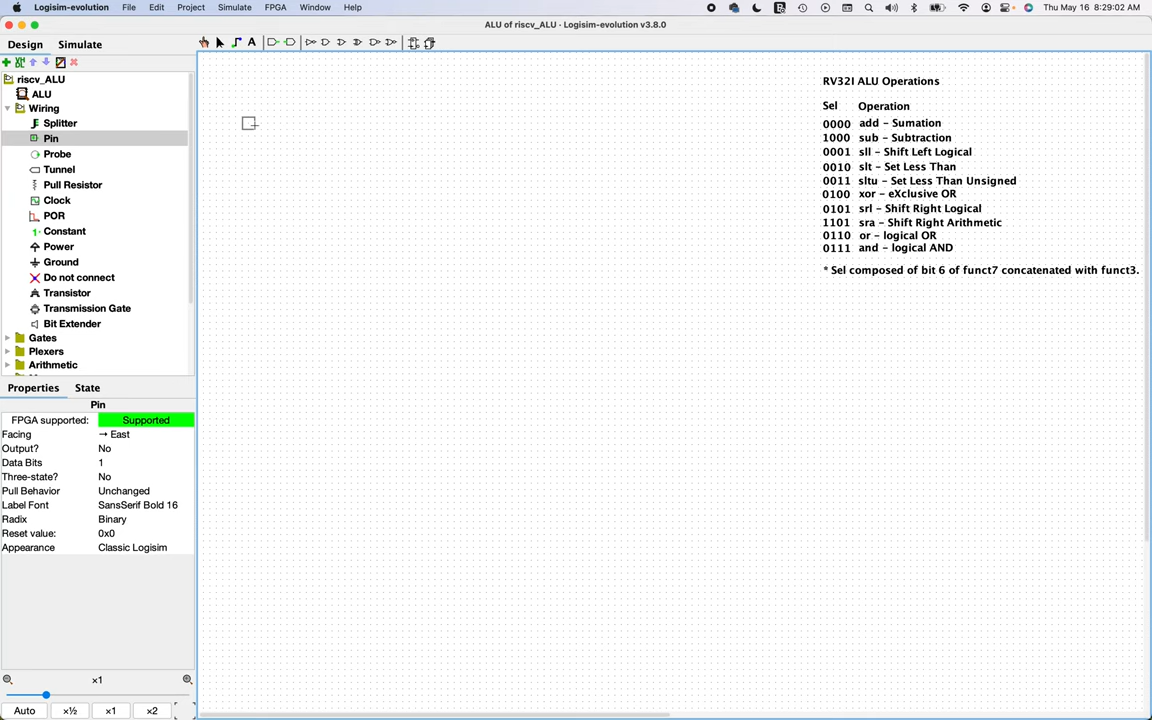 Logisim-evolution File Edit Project Simulate FPGA Window Help Thu May 16 8:29:02 AM
ALU of riscv_ALU · Logisim-evolution v3.8.0
Design Simulate
A
riscv_ALU
ALU
Wiring
Splitter
Pin
Probe
Tunnel
Pull Resistor
Clock
POR
Constant
Power
Ground
Do not connect
Transistor
Transmission Gate
Bit Extender
Gates
Plexers
Arithmetic
Properties State
Pin
FPGA supported: Supported
Facing → East
Output? No
Data Bits 1
Three-state? No
Pull Behavior Unchanged
Label Font SansSerif Bold 16
Radix Binary
Reset value: 0x0
Appearance Classic Logisim
×1
Auto ×½ ×1 ×2
RV32I ALU Operations
Sel Operation
0000 add – Sumation
1000 sub – Subtraction
0001 sll – Shift Left Logical
0010 slt – Set Less Than
0011 sltu – Set Less Than Unsigned
0100 xor – eXclusive OR
0101 srl – Shift Right Logical
1101 sra – Shift Right Arithmetic
0110 or – logical OR
0111 and – logical AND
* Sel composed of bit 6 of funct7 concatenated with funct3.